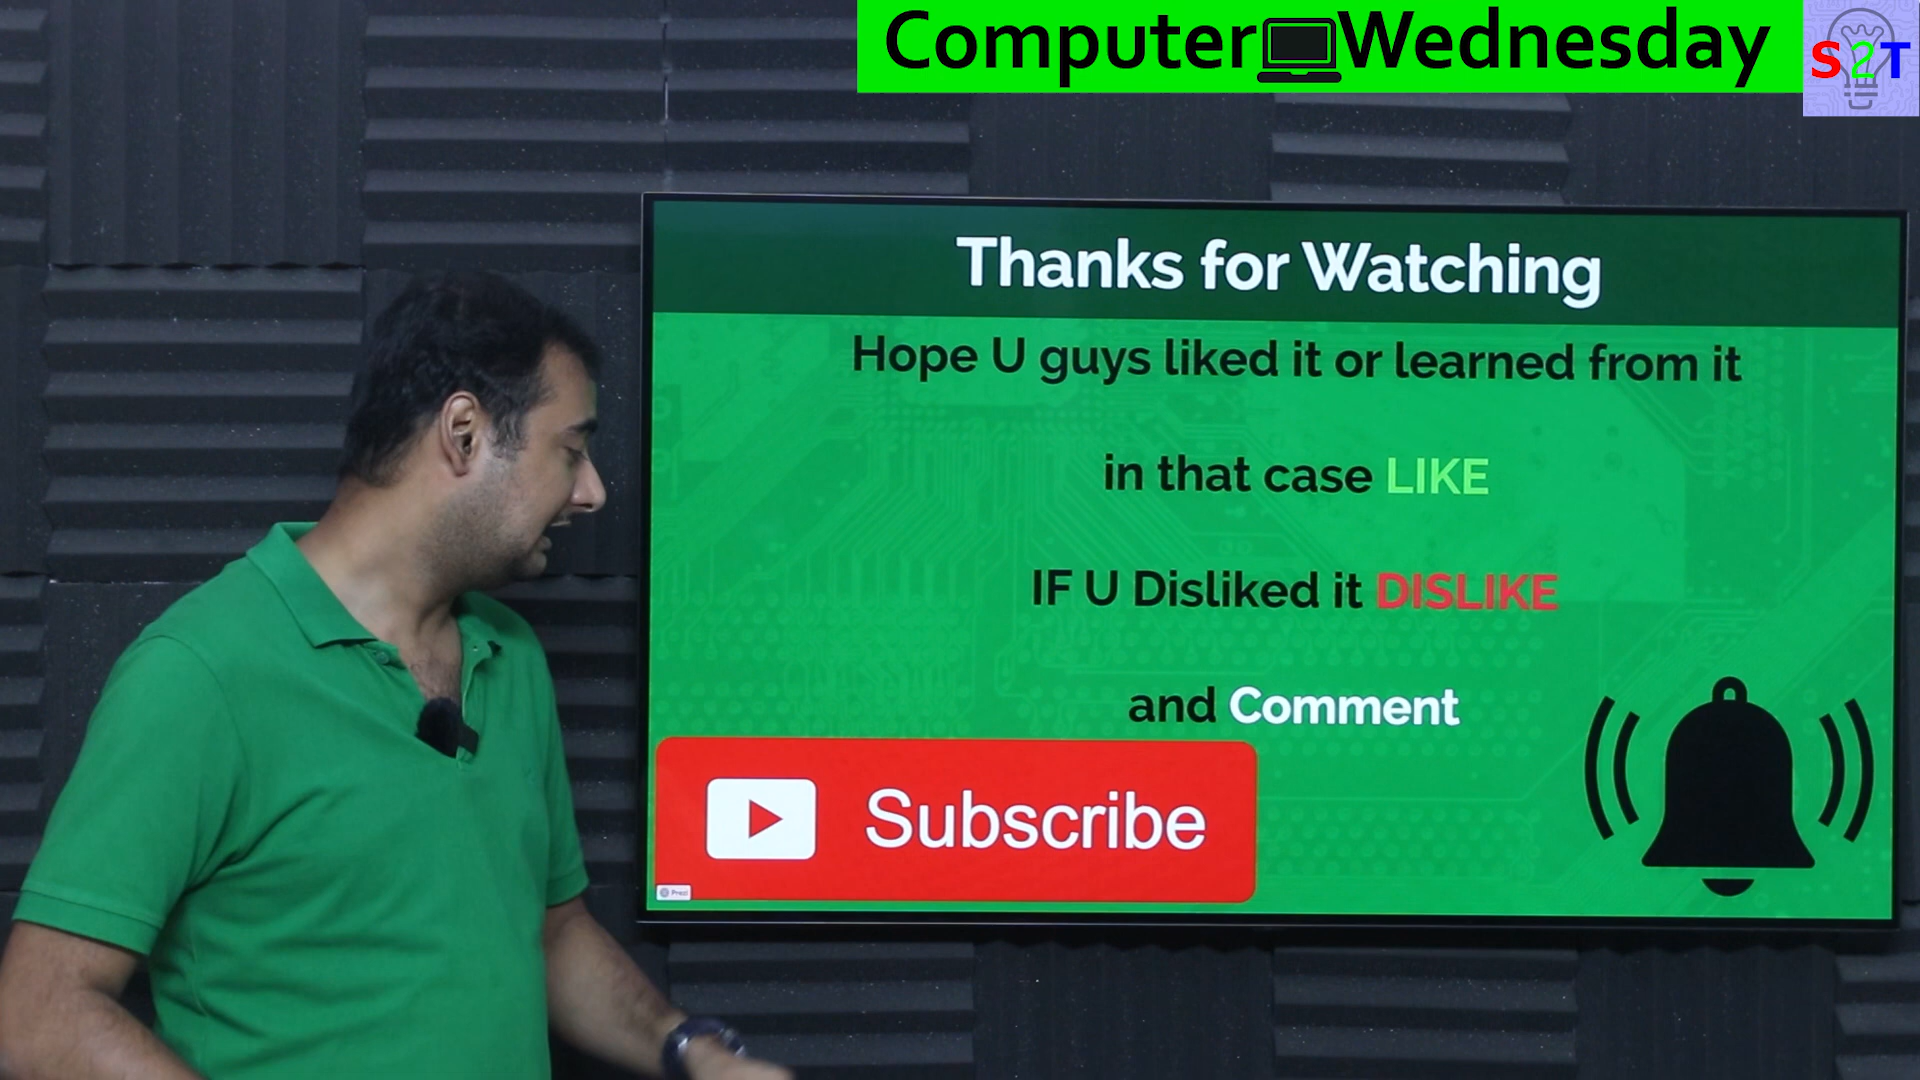 Computer Wednesday
S2T
Thanks for Watching
Hope U guys liked it or learned from it
in that case LIKE
IF U Disliked it DISLIKE
and Comment
Subscribe
Prezi